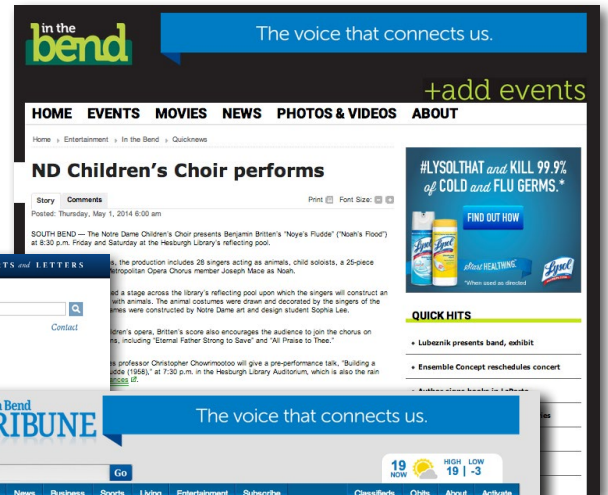 in the
bend
The voice that connects us.
+add events
HOME EVENTS MOVIES NEWS PHOTOS & VIDEOS ABOUT
Home › Entertainment › In the Bend › Quicknews
ND Children's Choir performs
Story Comments Print Font Size:
Posted: Thursday, May 1, 2014 6:00 am
SOUTH BEND — The Notre Dame Children's Choir presents Benjamin Britten's "Noye's Fludde" ("Noah's Flood")
at 8:30 p.m. Friday and Saturday at the Hesburgh Library's reflecting pool.
the production includes 28 singers acting as animals, child soloists, a 25-piece
Metropolitan Opera Chorus member Joseph Mace as Noah.
a stage across the library's reflecting pool upon which the singers will construct an
with animals. The animal costumes were drawn and decorated by the singers of the
were constructed by Notre Dame art and design student Sophia Lee.
opera, Britten's score also encourages the audience to join the chorus on
including "Eternal Father Strong to Save" and "All Praise to Thee."
professor Christopher Chowrimootoo will give a pre-performance talk, "Building a
(1958)," at 7:30 p.m. in the Hesburgh Library Auditorium, which is also the rain
#LYSOLTHAT and KILL 99.9%
of COLD and FLU GERMS.*
FIND OUT HOW
Lysol
HEALTHING
Lysol
*When used as directed
QUICK HITS
• Lubeznik presents band, exhibit
• Ensemble Concept reschedules concert
and LETTERS
Contact
Bend
The voice that connects us.
Go
19 NOW
HIGH LOW
19 | -3
News Business Sports Living Entertainment Subscribe Classifieds Obits About Activate